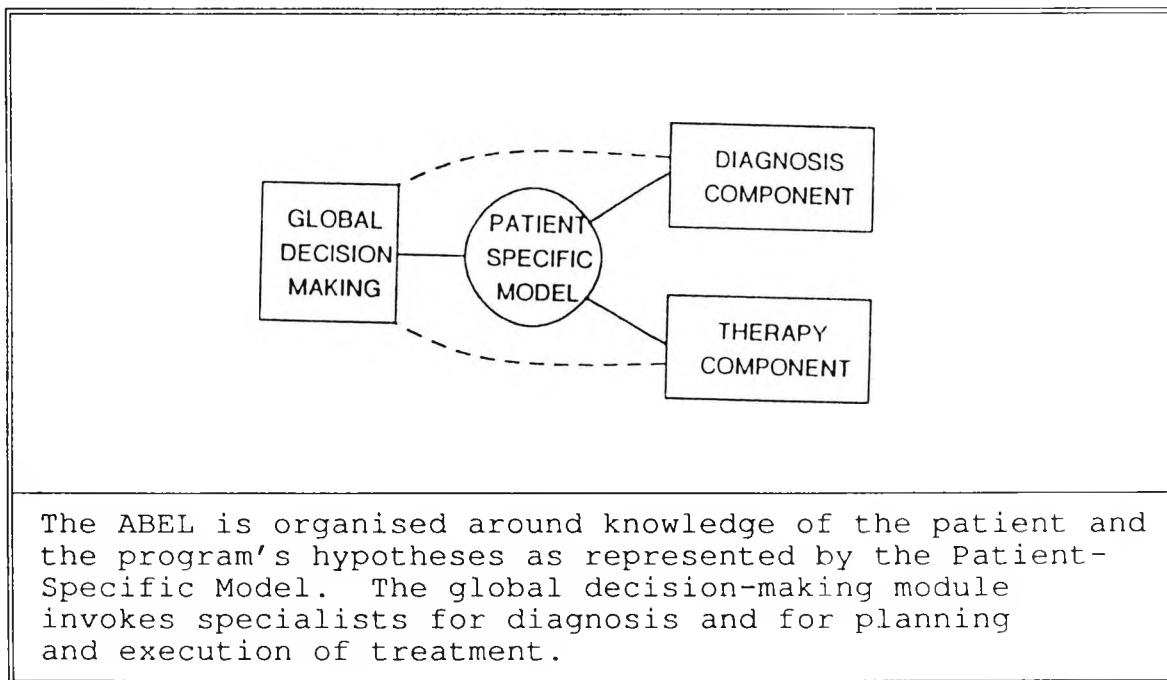 DIAGNOSIS
COMPONENT
GLOBAL
DECISION
MAKING
PATIENT
SPECIFIC
MODEL
THERAPY
COMPONENT
The ABEL is organised around knowledge of the patient and
the program's hypotheses as represented by the Patient-
Specific Model. The global decision-making module
invokes specialists for diagnosis and for planning
and execution of treatment.